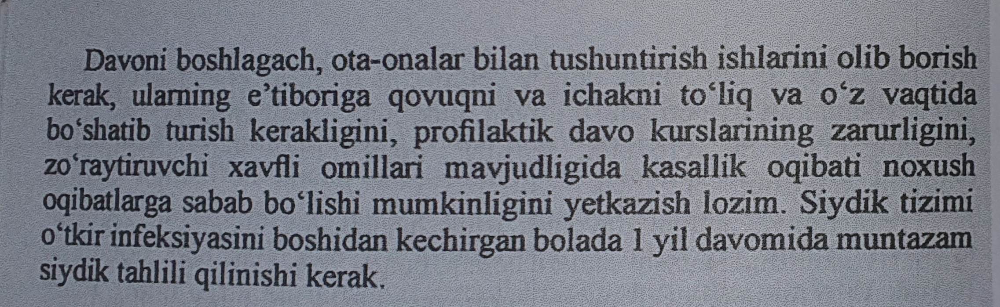 Davoni boshlagach, ota-onalar bilan tushuntirish ishlarini olib borish
kerak, ularning e’tiboriga qovuqni va ichakni to‘liq va o‘z vaqtida
bo‘shatib turish kerakligini, profilaktik davo kurslarining zarurligini,
zo‘raytiruvchi xavfli omillari mavjudligida kasallik oqibati noxush
oqibatlarga sabab bo‘lishi mumkinligini yetkazish lozim. Siydik tizimi
o‘tkir infeksiyasini boshidan kechirgan bolada 1 yil davomida muntazam
siydik tahlili qilinishi kerak.